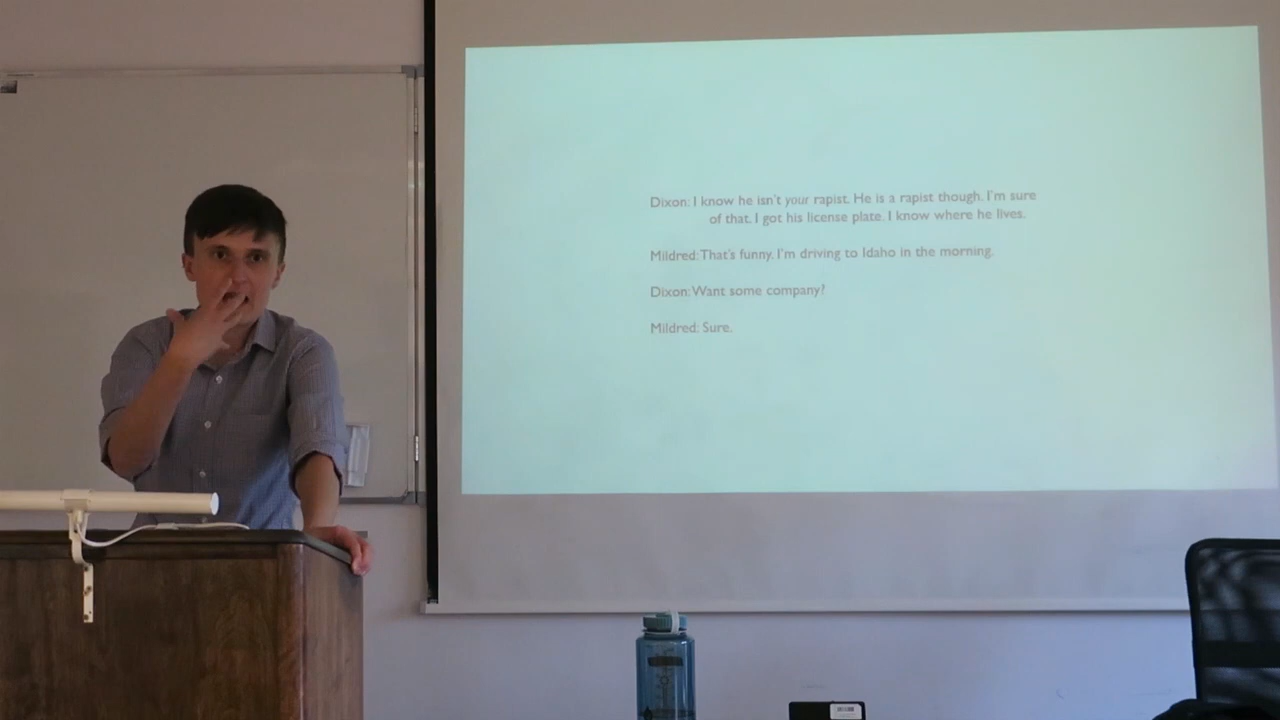 Dixon: I know he isn't your rapist. He is a rapist though. I'm sure
of that. I got his license plate. I know where he lives.
Mildred: That's funny. I'm driving to Idaho in the morning.
Dixon: Want some company?
Mildred: Sure.